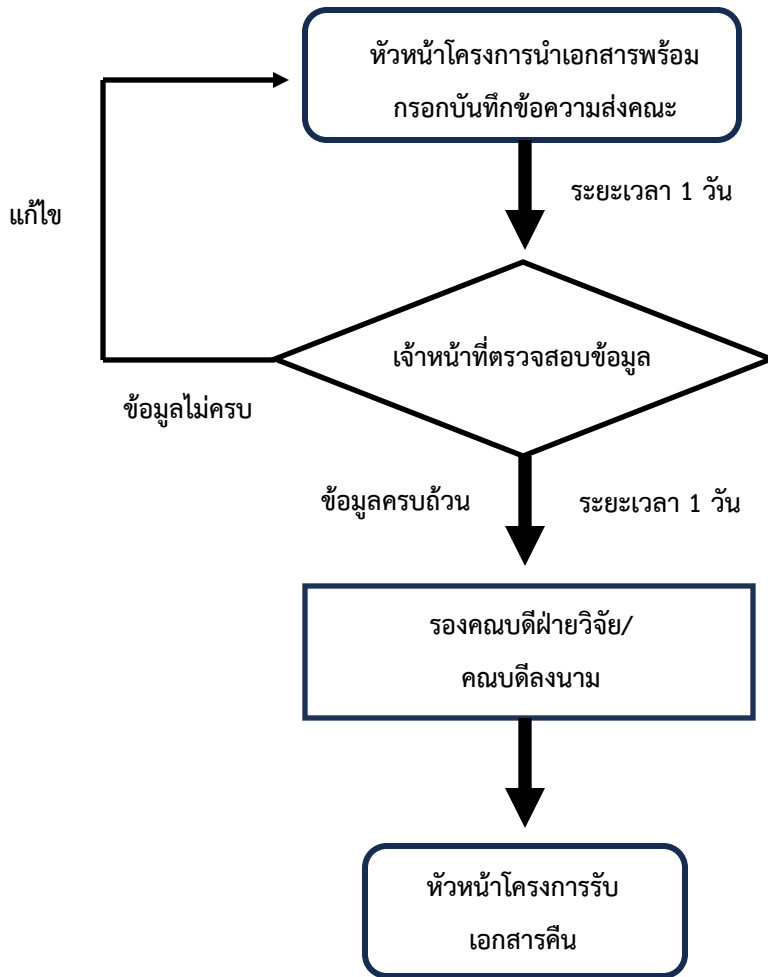 หัวหน้าโครงการนำเอกสารพร้อม
กรอกบันทึกข้อความส่งคณะ
ระยะเวลา 1 วัน
แก้ไข
เจ้าหน้าที่ตรวจสอบข้อมูล
ข้อมูลไม่ครบ
ข้อมูลครบถ้วน
ระยะเวลา 1 วัน
รองคณบดีฝ่ายวิจัย/
คณบดีลงนาม
หัวหน้าโครงการรับ
เอกสารคืน